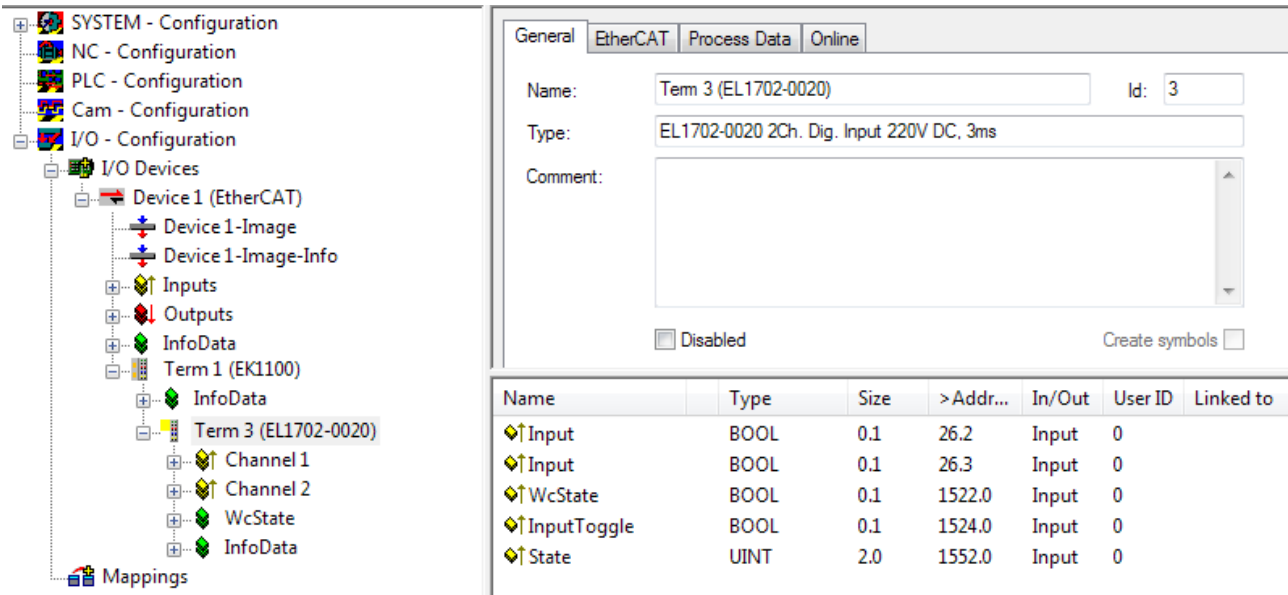 SYSTEM - Configuration
NC - Configuration
PLC - Configuration
Cam - Configuration
I/O - Configuration
I/O Devices
Device 1 (EtherCAT)
Device 1-Image
Device 1-Image-Info
Inputs
Outputs
InfoData
Term 1 (EK1100)
InfoData
Term 3 (EL1702-0020)
Channel 1
Channel 2
WcState
InfoData
Mappings
General EtherCAT Process Data Online
Name: Term 3 (EL1702-0020) Id: 3
Type: EL1702-0020 2Ch. Dig. Input 220V DC, 3ms
Comment:
Disabled Create symbols
Name Type Size >Addr... In/Out User ID Linked to
Input BOOL 0.1 26.2 Input 0
Input BOOL 0.1 26.3 Input 0
WcState BOOL 0.1 1522.0 Input 0
InputToggle BOOL 0.1 1524.0 Input 0
State UINT 2.0 1552.0 Input 0